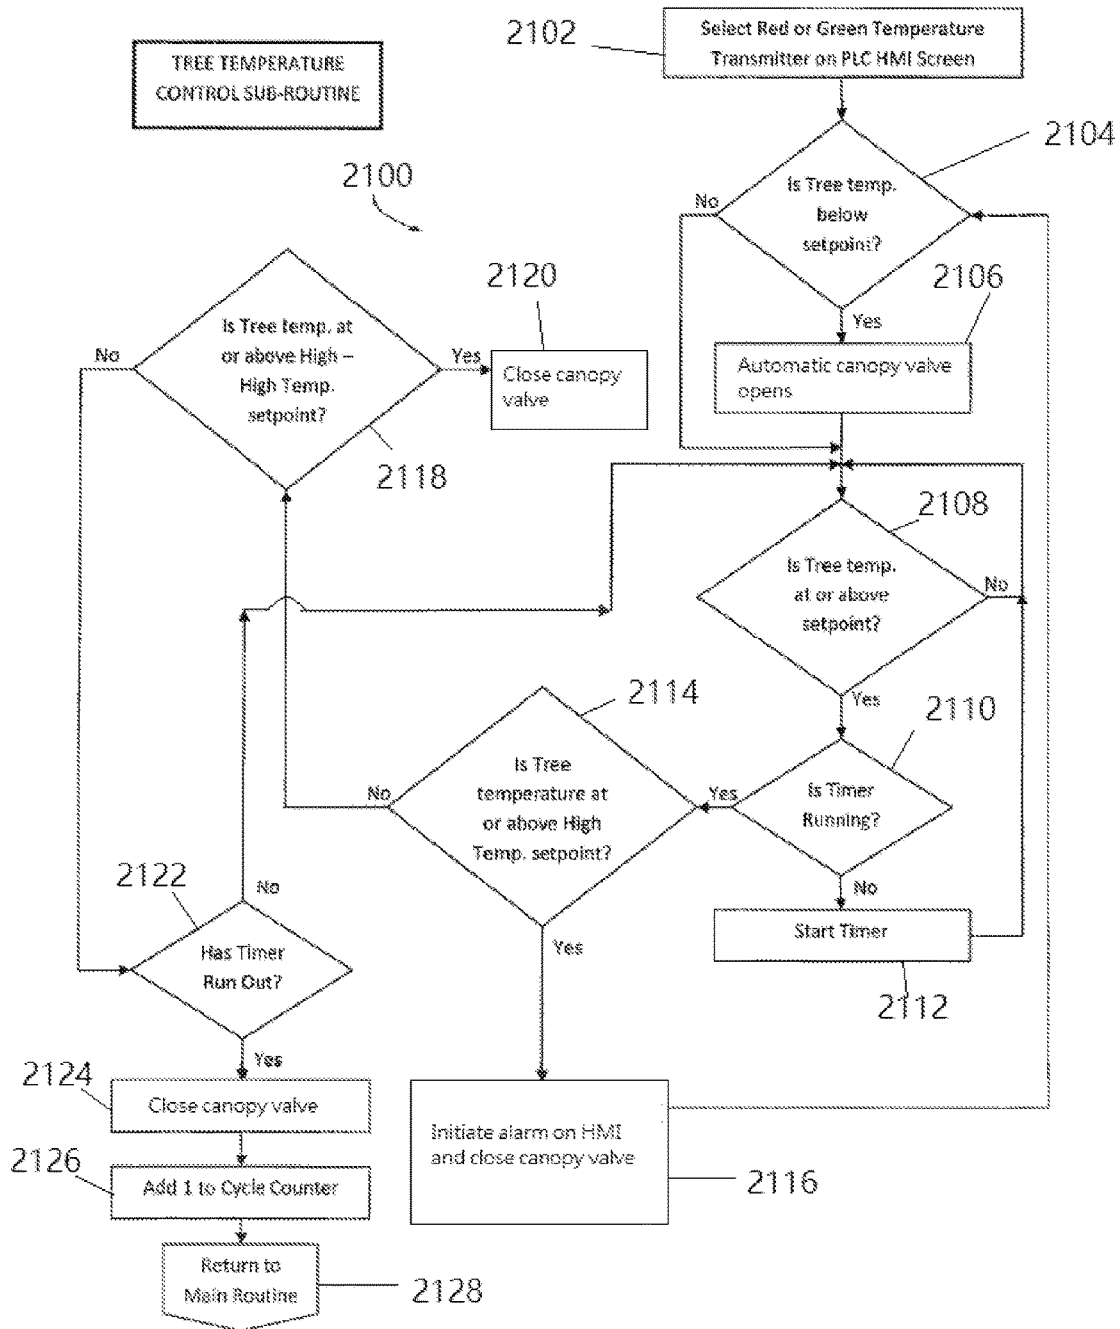 2102
Select Red or Green Temperature
Transmitter on PLC HMI Screen
TREE TEMPERATURE
CONTROL SUB-ROUTINE
2104
2100
No
Is Tree temp.
below
setpoint?
2106
Yes
2120
Automatic canopy valve
opens
No
Is Tree temp. at
or above High –
High Temp.
setpoint?
Yes
Close canopy
valve
2118
2108
Is Tree temp.
at or above
setpoint?
No
Yes
2114
2110
No
Is Tree
temperature at
or above High
Temp. setpoint?
Yes
Is Timer
Running?
2122
No
No
Yes
Has Timer
Run Out?
Start Timer
2112
Yes
2124
Close canopy valve
Initiate alarm on HMI
and close canopy valve
2116
2126
Add 1 to Cycle Counter
Return to
Main Routine
2128